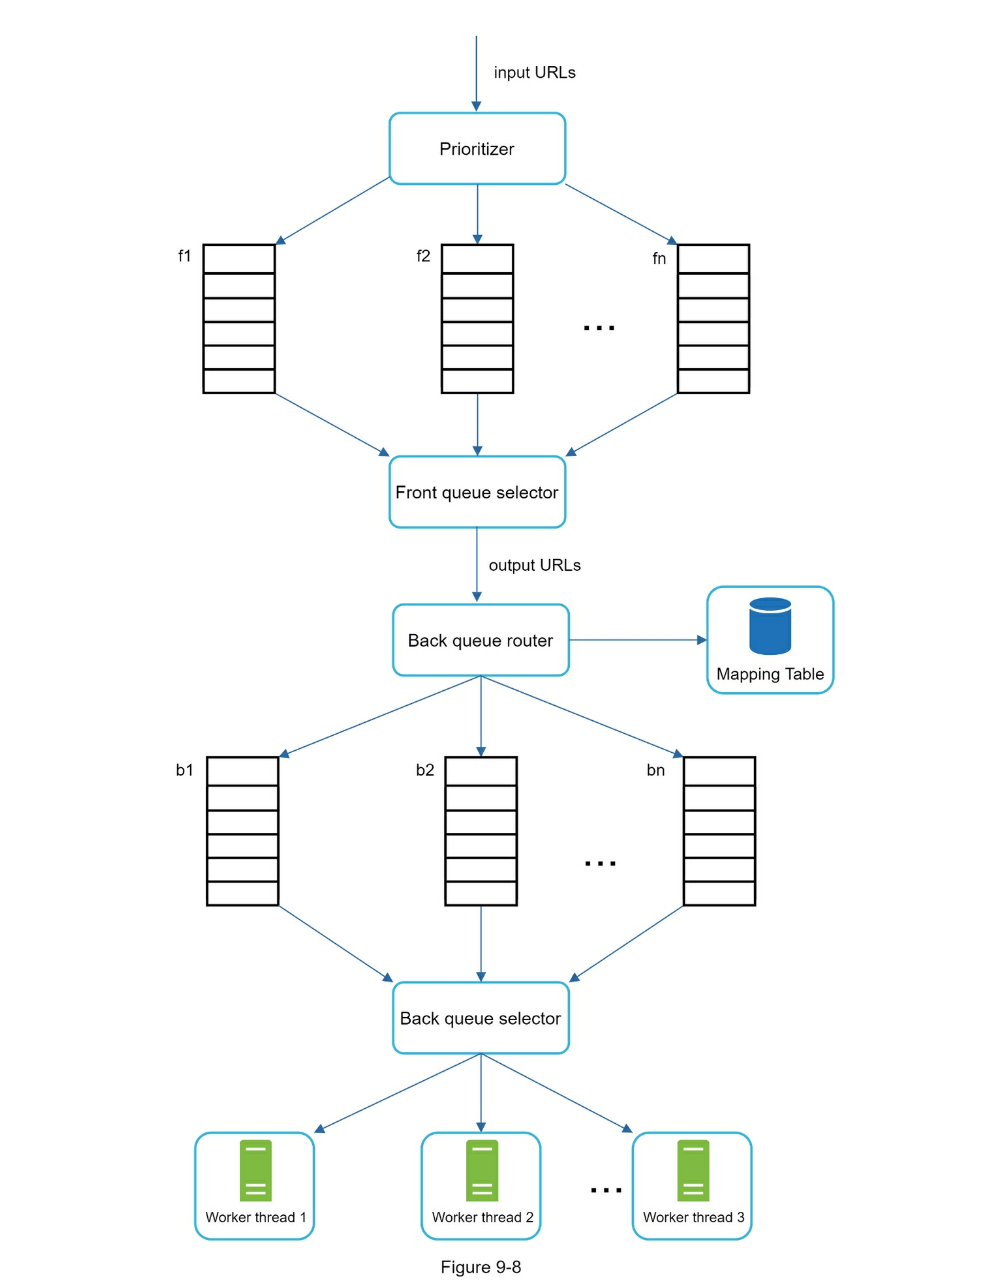 input URLs
Prioritizer
f1
f2
fn
...
Front queue selector
output URLs
Back queue router
Mapping Table
b1
b2
bn
...
Back queue selector
...
Worker thread 1
Worker thread 2
Worker thread 3
Figure 9-8